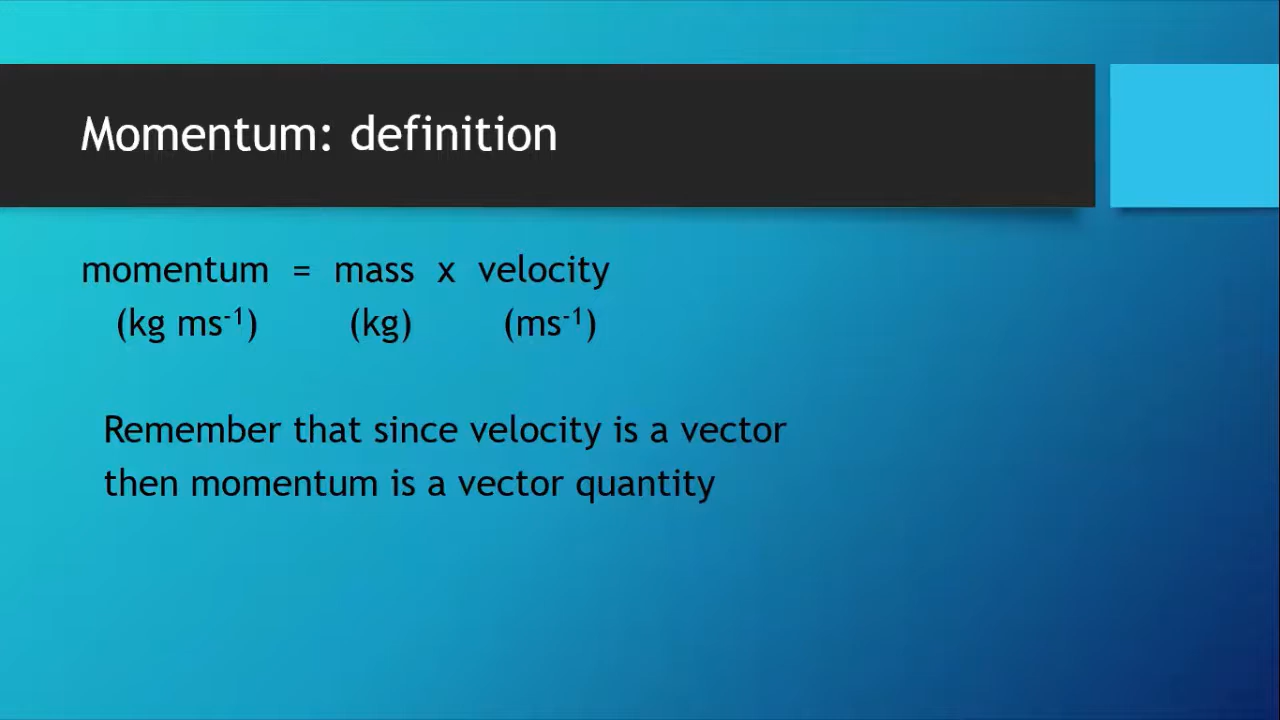 Momentum: definition
momentum = mass x velocity
(kg ms⁻¹) (kg) (ms⁻¹)
Remember that since velocity is a vector
then momentum is a vector quantity